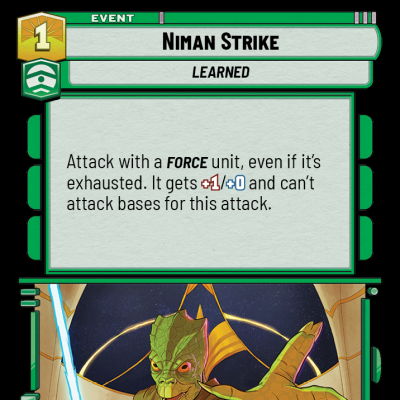 EVENT
1
NIMAN STRIKE
LEARNED
Attack with a FORCE unit, even if it's
exhausted. It gets +1/+0 and can't
attack bases for this attack.